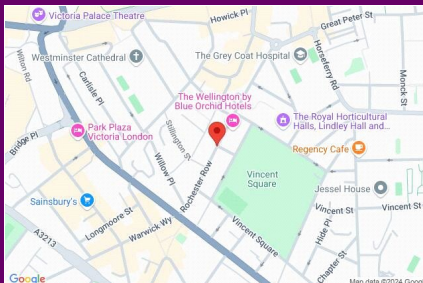 Victoria Palace Theatre
Howick Pl
Great Peter St
Wilton Rd
Westminster Cathedral
The Grey Coat Hospital
Horseferry Rd
Carlisle Pl
Monck St
The Wellington by
Blue Orchid Hotels
The Royal Horticultural
Halls, Lindley Hall and...
Bridge Pl
Park Plaza
Victoria London
Stillington St
Regency Cafe
Willow Pl
Rochester Row
Vincent
Square
Jessel House
Sainsbury's
Vincent St
Vincent St
Longmoore St
Warwick Wy
Vincent Square
Hide Pl
A3213
Chapter St
Google
Map data ©2024 Google